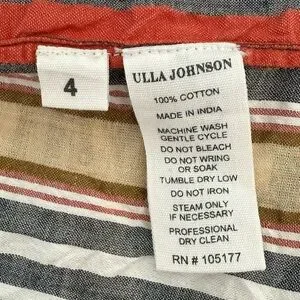 4
ULLA JOHNSON
100% COTTON
MADE IN INDIA
MACHINE WASH
GENTLE CYCLE
DO NOT BLEACH
DO NOT WRING
OR SOAK
TUMBLE DRY LOW
DO NOT IRON
STEAM ONLY
IF NECESSARY
PROFESSIONAL
DRY CLEAN
RN # 105177